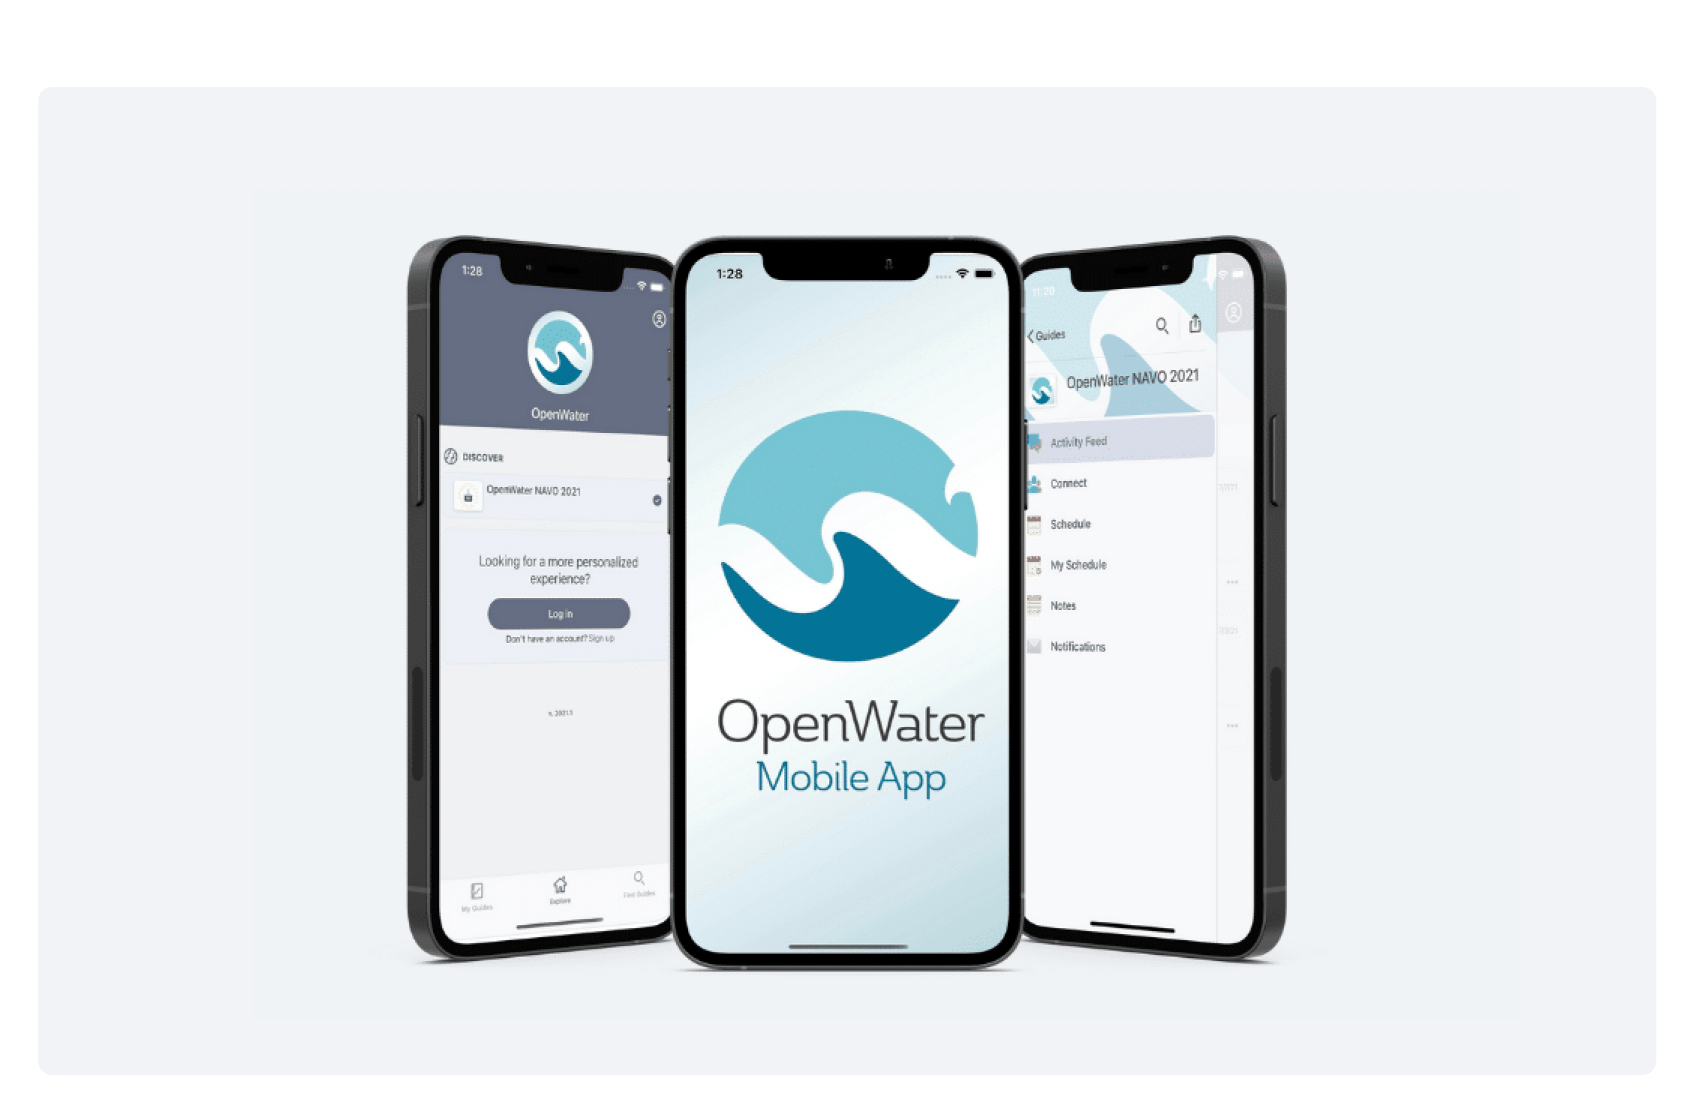 1:28
OpenWater
DISCOVER
OpenWater NAVO 2021
Looking for a more personalized
experience?
Log in
Don't have an account? Sign up
v. 2021.1
My Guides
Explore
Find Guides
1:28
OpenWater
Mobile App
11:20
Guides
OpenWater NAVO 2021
Activity Feed
Connect
Schedule
My Schedule
Notes
Notifications